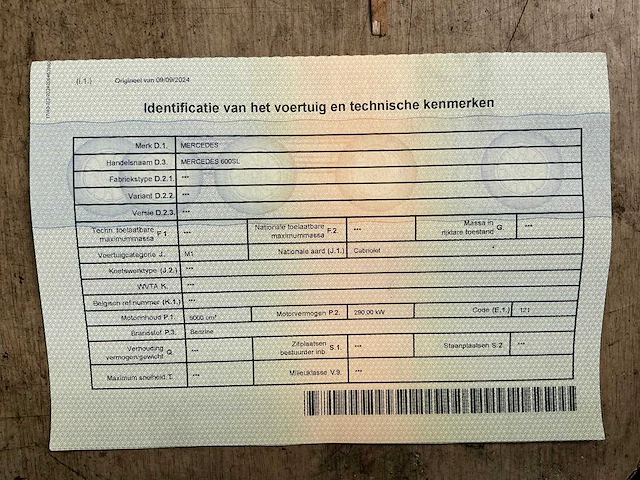 (I.1.) Origineel van 09/09/2024
Identificatie van het voertuig en technische kenmerken
Merk D.1. MERCEDES
Handelsnaam D.3. MERCEDES 600SL
Fabriekstype D.2.1. ***
Variant D.2.2. ***
Versie D.2.3. ***
Techn. toelaatbare maximummassa F.1 *** Nationale toelaatbare maximummassa F.2. *** Massa in rijklare toestand G. ***
Voertuigcategorie J. M1 Nationale aard (J.1.) Cabriolet
Koetswerktype (J.2.) ***
WVTA K. ***
Belgisch ref nummer (K.1.) ***
Motorinhoud P.1. 6000 cm³ Motorvermogen P.2. 290,00 kW Code (E.1.) 121
Brandstof P.3. Benzine
Verhouding vermogen/gewicht Q. *** Zitplaatsen bestuurder inb. S.1. *** Staanplaatsen S.2. ***
Maximum snelheid T. *** Milieuklasse V.9. ***